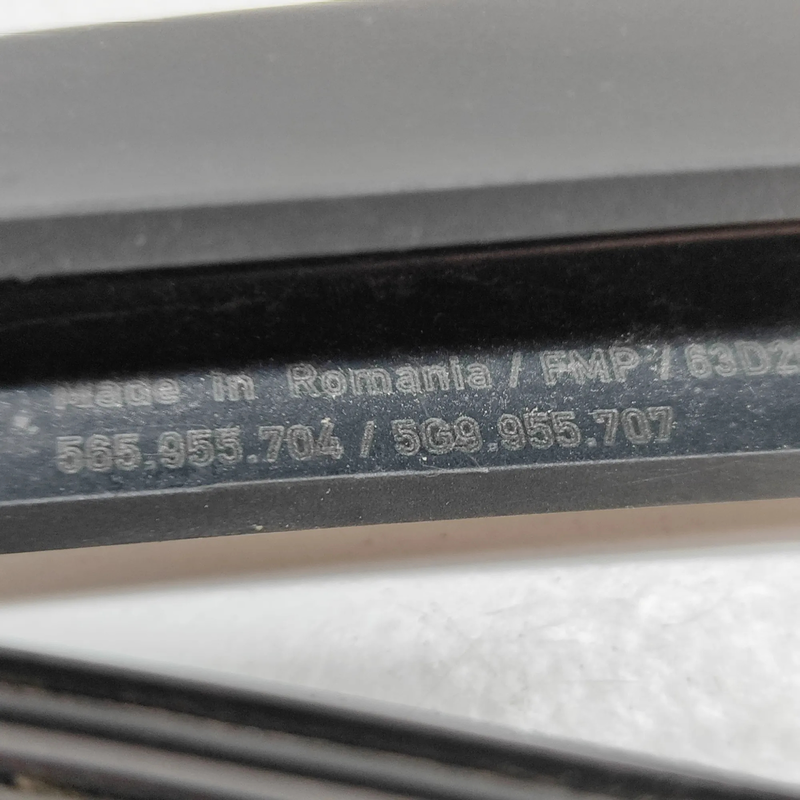 Made in Romania / FMP / 63D2
565.955.704 / 5G9.955.707